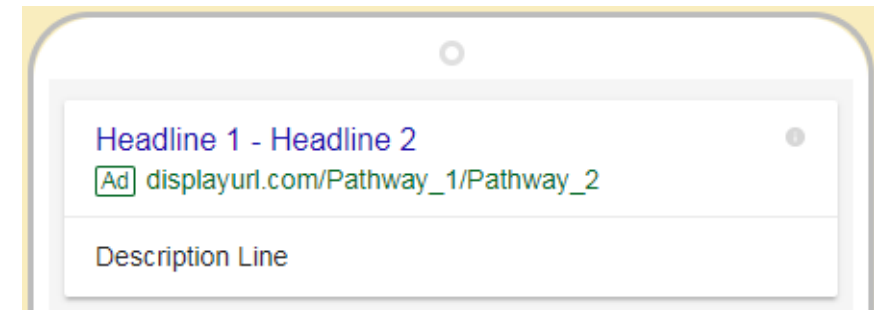 Headline 1 - Headline 2
Ad displayurl.com/Pathway_1/Pathway_2
Description Line